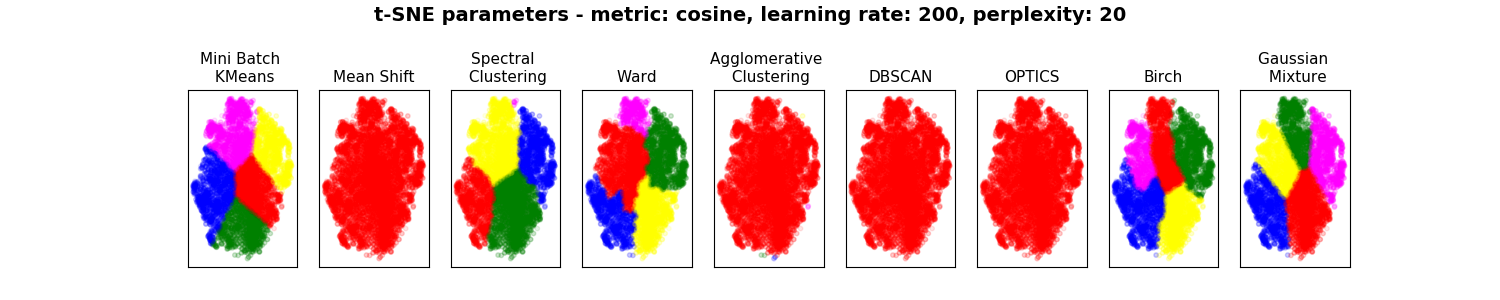 t-SNE parameters - metric: cosine, learning rate: 200, perplexity: 20
Mini Batch
KMeans
Mean Shift
Spectral
Clustering
Ward
Agglomerative
Clustering
DBSCAN
OPTICS
Birch
Gaussian
Mixture